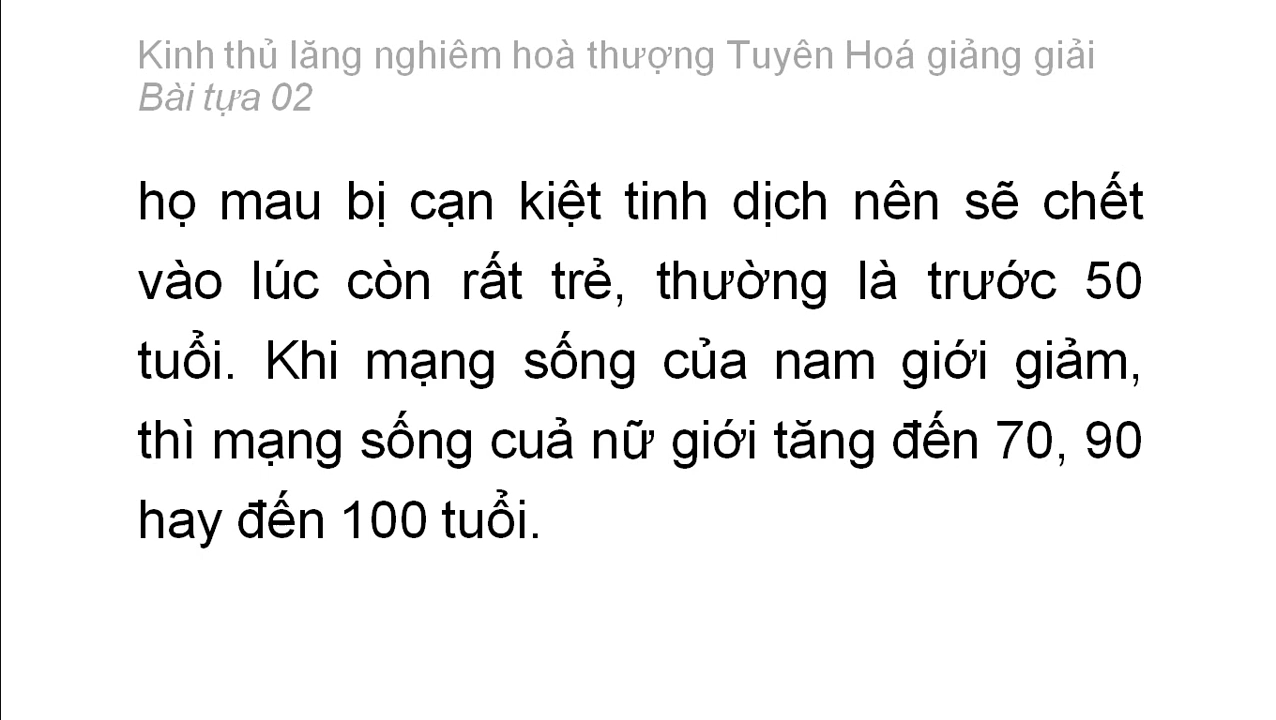 Kinh thủ lăng nghiêm hoà thượng Tuyên Hoá giảng giải
Bài tựa 02
họ mau bị cạn kiệt tinh dịch nên sẽ chết
vào lúc còn rất trẻ, thường là trước 50
tuổi. Khi mạng sống của nam giới giảm,
thì mạng sống cuả nữ giới tăng đến 70, 90
hay đến 100 tuổi.